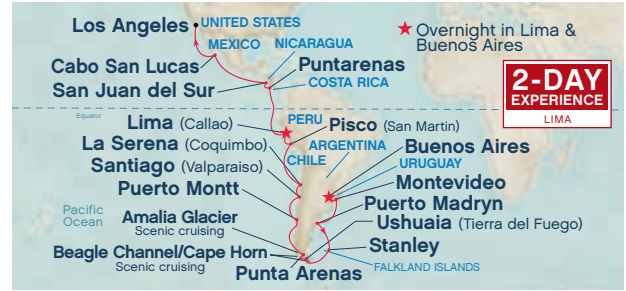 Los Angeles
UNITED STATES
MEXICO
NICARAGUA
Cabo San Lucas
Puntarenas
San Juan del Sur
COSTA RICA
★ Overnight in Lima &
Buenos Aires
2-DAY
EXPERIENCE
LIMA
Equator
Lima (Callao)
PERU
Pisco (San Martin)
La Serena (Coquimbo)
ARGENTINA
Buenos Aires
Santiago (Valparaiso)
CHILE
URUGUAY
Puerto Montt
Montevideo
Pacific
Ocean
Puerto Madryn
Amalia Glacier
Scenic cruising
Ushuaia (Tierra del Fuego)
Beagle Channel/Cape Horn
Scenic cruising
Stanley
Punta Arenas
FALKLAND ISLANDS